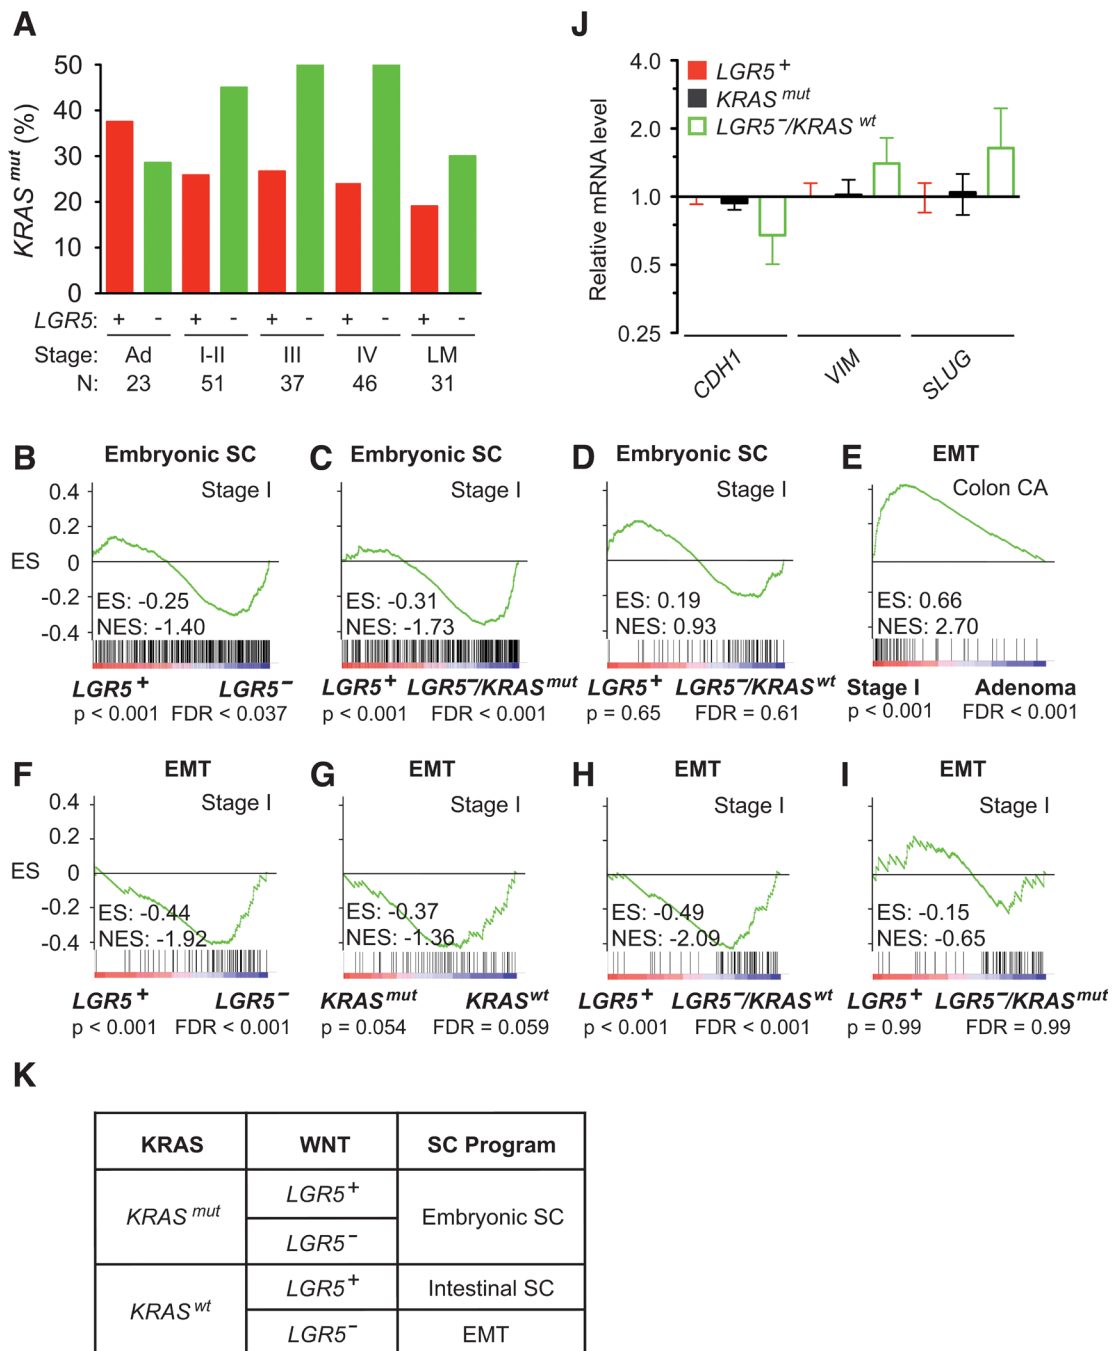 A
KRAS mut (%)
50
40
30
20
10
0
LGR5: + - + - + - + - + -
Stage: Ad I-II III IV LM
N: 23 51 37 46 31
J
Relative mRNA level
4.0
2.0
1.0
0.5
0.25
LGR5+
KRAS mut
LGR5-/KRAS wt
CDH1 VIM SLUG
B
Embryonic SC
Stage I
ES
0.4
0.2
0
-0.2
-0.4
ES: -0.25
NES: -1.40
LGR5+ LGR5-
p < 0.001 FDR < 0.037
C
Embryonic SC
Stage I
ES: -0.31
NES: -1.73
LGR5+ LGR5-/KRAS mut
p < 0.001 FDR < 0.001
D
Embryonic SC
Stage I
ES: 0.19
NES: 0.93
LGR5+ LGR5-/KRAS wt
p = 0.65 FDR = 0.61
E
EMT
Colon CA
ES: 0.66
NES: 2.70
Stage I Adenoma
p < 0.001 FDR < 0.001
F
EMT
Stage I
ES
0.4
0.2
0
-0.2
-0.4
ES: -0.44
NES: -1.92
LGR5+ LGR5-
p < 0.001 FDR < 0.001
G
EMT
Stage I
ES: -0.37
NES: -1.36
KRAS mut KRAS wt
p = 0.054 FDR = 0.059
H
EMT
Stage I
ES: -0.49
NES: -2.09
LGR5+ LGR5-/KRAS wt
p < 0.001 FDR < 0.001
I
EMT
Stage I
ES: -0.15
NES: -0.65
LGR5+ LGR5-/KRAS mut
p = 0.99 FDR = 0.99
K
KRAS WNT SC Program
KRAS mut LGR5+ Embryonic SC
LGR5-
KRAS wt LGR5+ Intestinal SC
LGR5- EMT